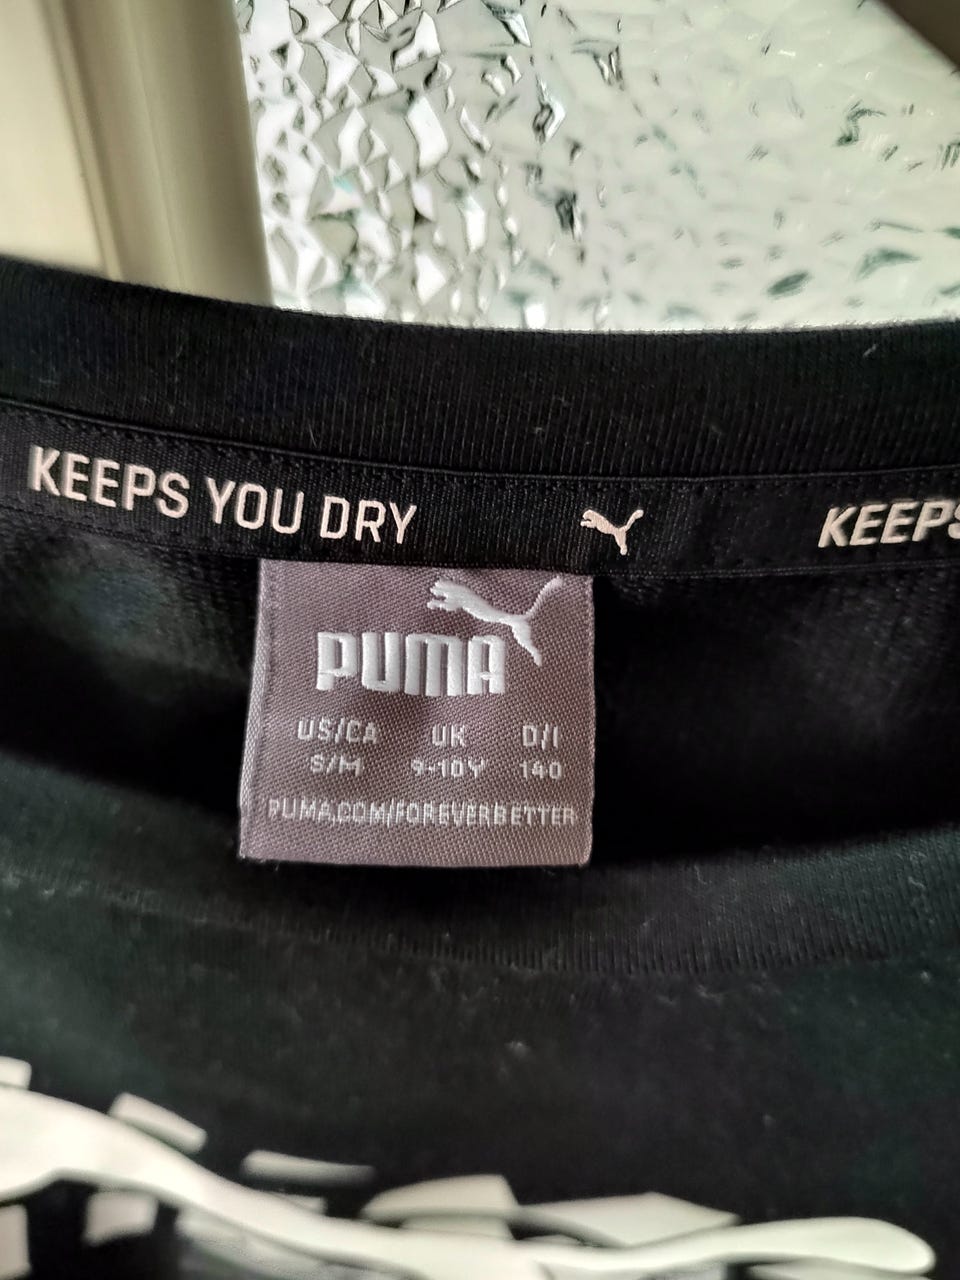 KEEPS YOU DRY KEEPS
PUMA
US/CA UK D/I
S/M 9-10Y 140
PUMA.COM/FOREVERBETTER